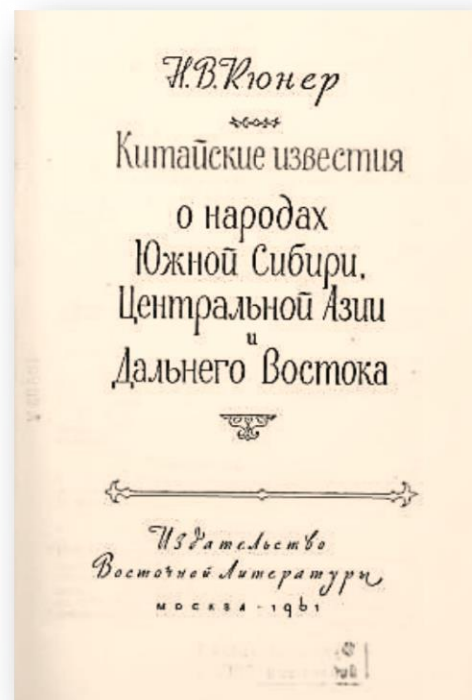 Н.В.Кюнер
Китайские известия
о народах
Южной Сибири,
Центральной Азии
и
Дальнего Востока
Издательство
Восточной Литературы
МОСКВА · 1961